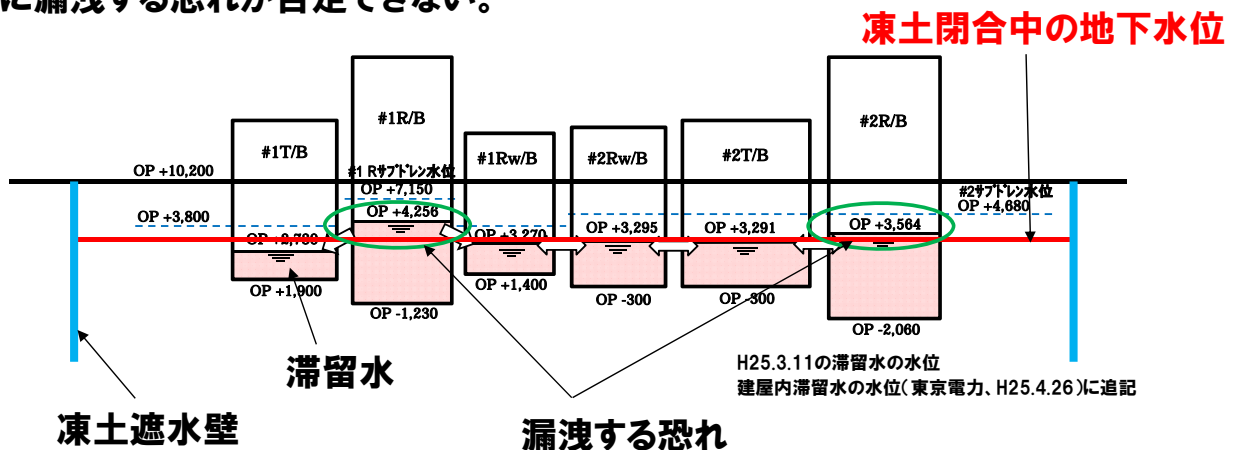 に漏洩する恐れが否定できない。
凍土閉合中の地下水位
#1R/B
#2R/B
#1T/B
#1Rw/B
#2Rw/B
#2T/B
OP +10,200
#1 Rサブドレン水位
OP +7,150
#2サブドレン水位
OP +4,680
OP +3,800
OP +4,256
OP +3,564
OP +3,270
OP +3,295
OP +3,291
OP +1,900
OP +1,400
OP -300
OP -300
OP -1,230
OP -2,060
滞留水
H25.3.11の滞留水の水位
建屋内滞留水の水位(東京電力、H25.4.26)に追記
凍土遮水壁
漏洩する恐れ